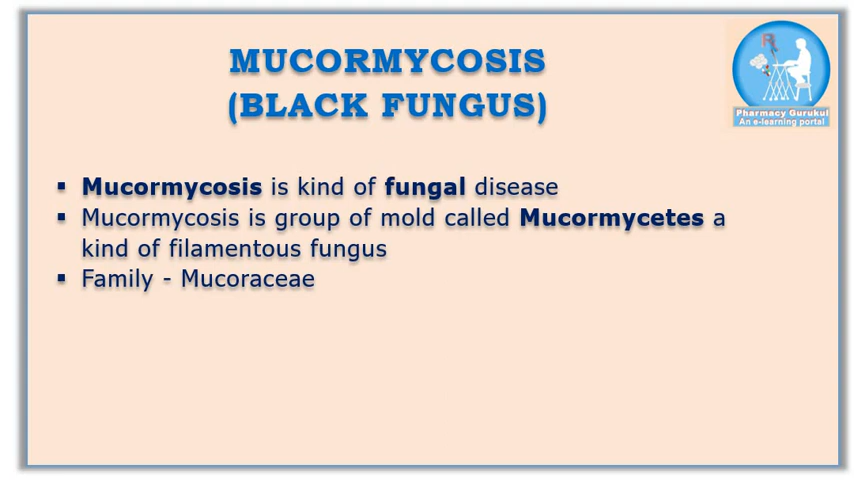 MUCORMYCOSIS
(BLACK FUNGUS)
Pharmacy Gurukul
An e-learning portal
▪ Mucormycosis is kind of fungal disease
▪ Mucormycosis is group of mold called Mucormycetes a
kind of filamentous fungus
▪ Family - Mucoraceae